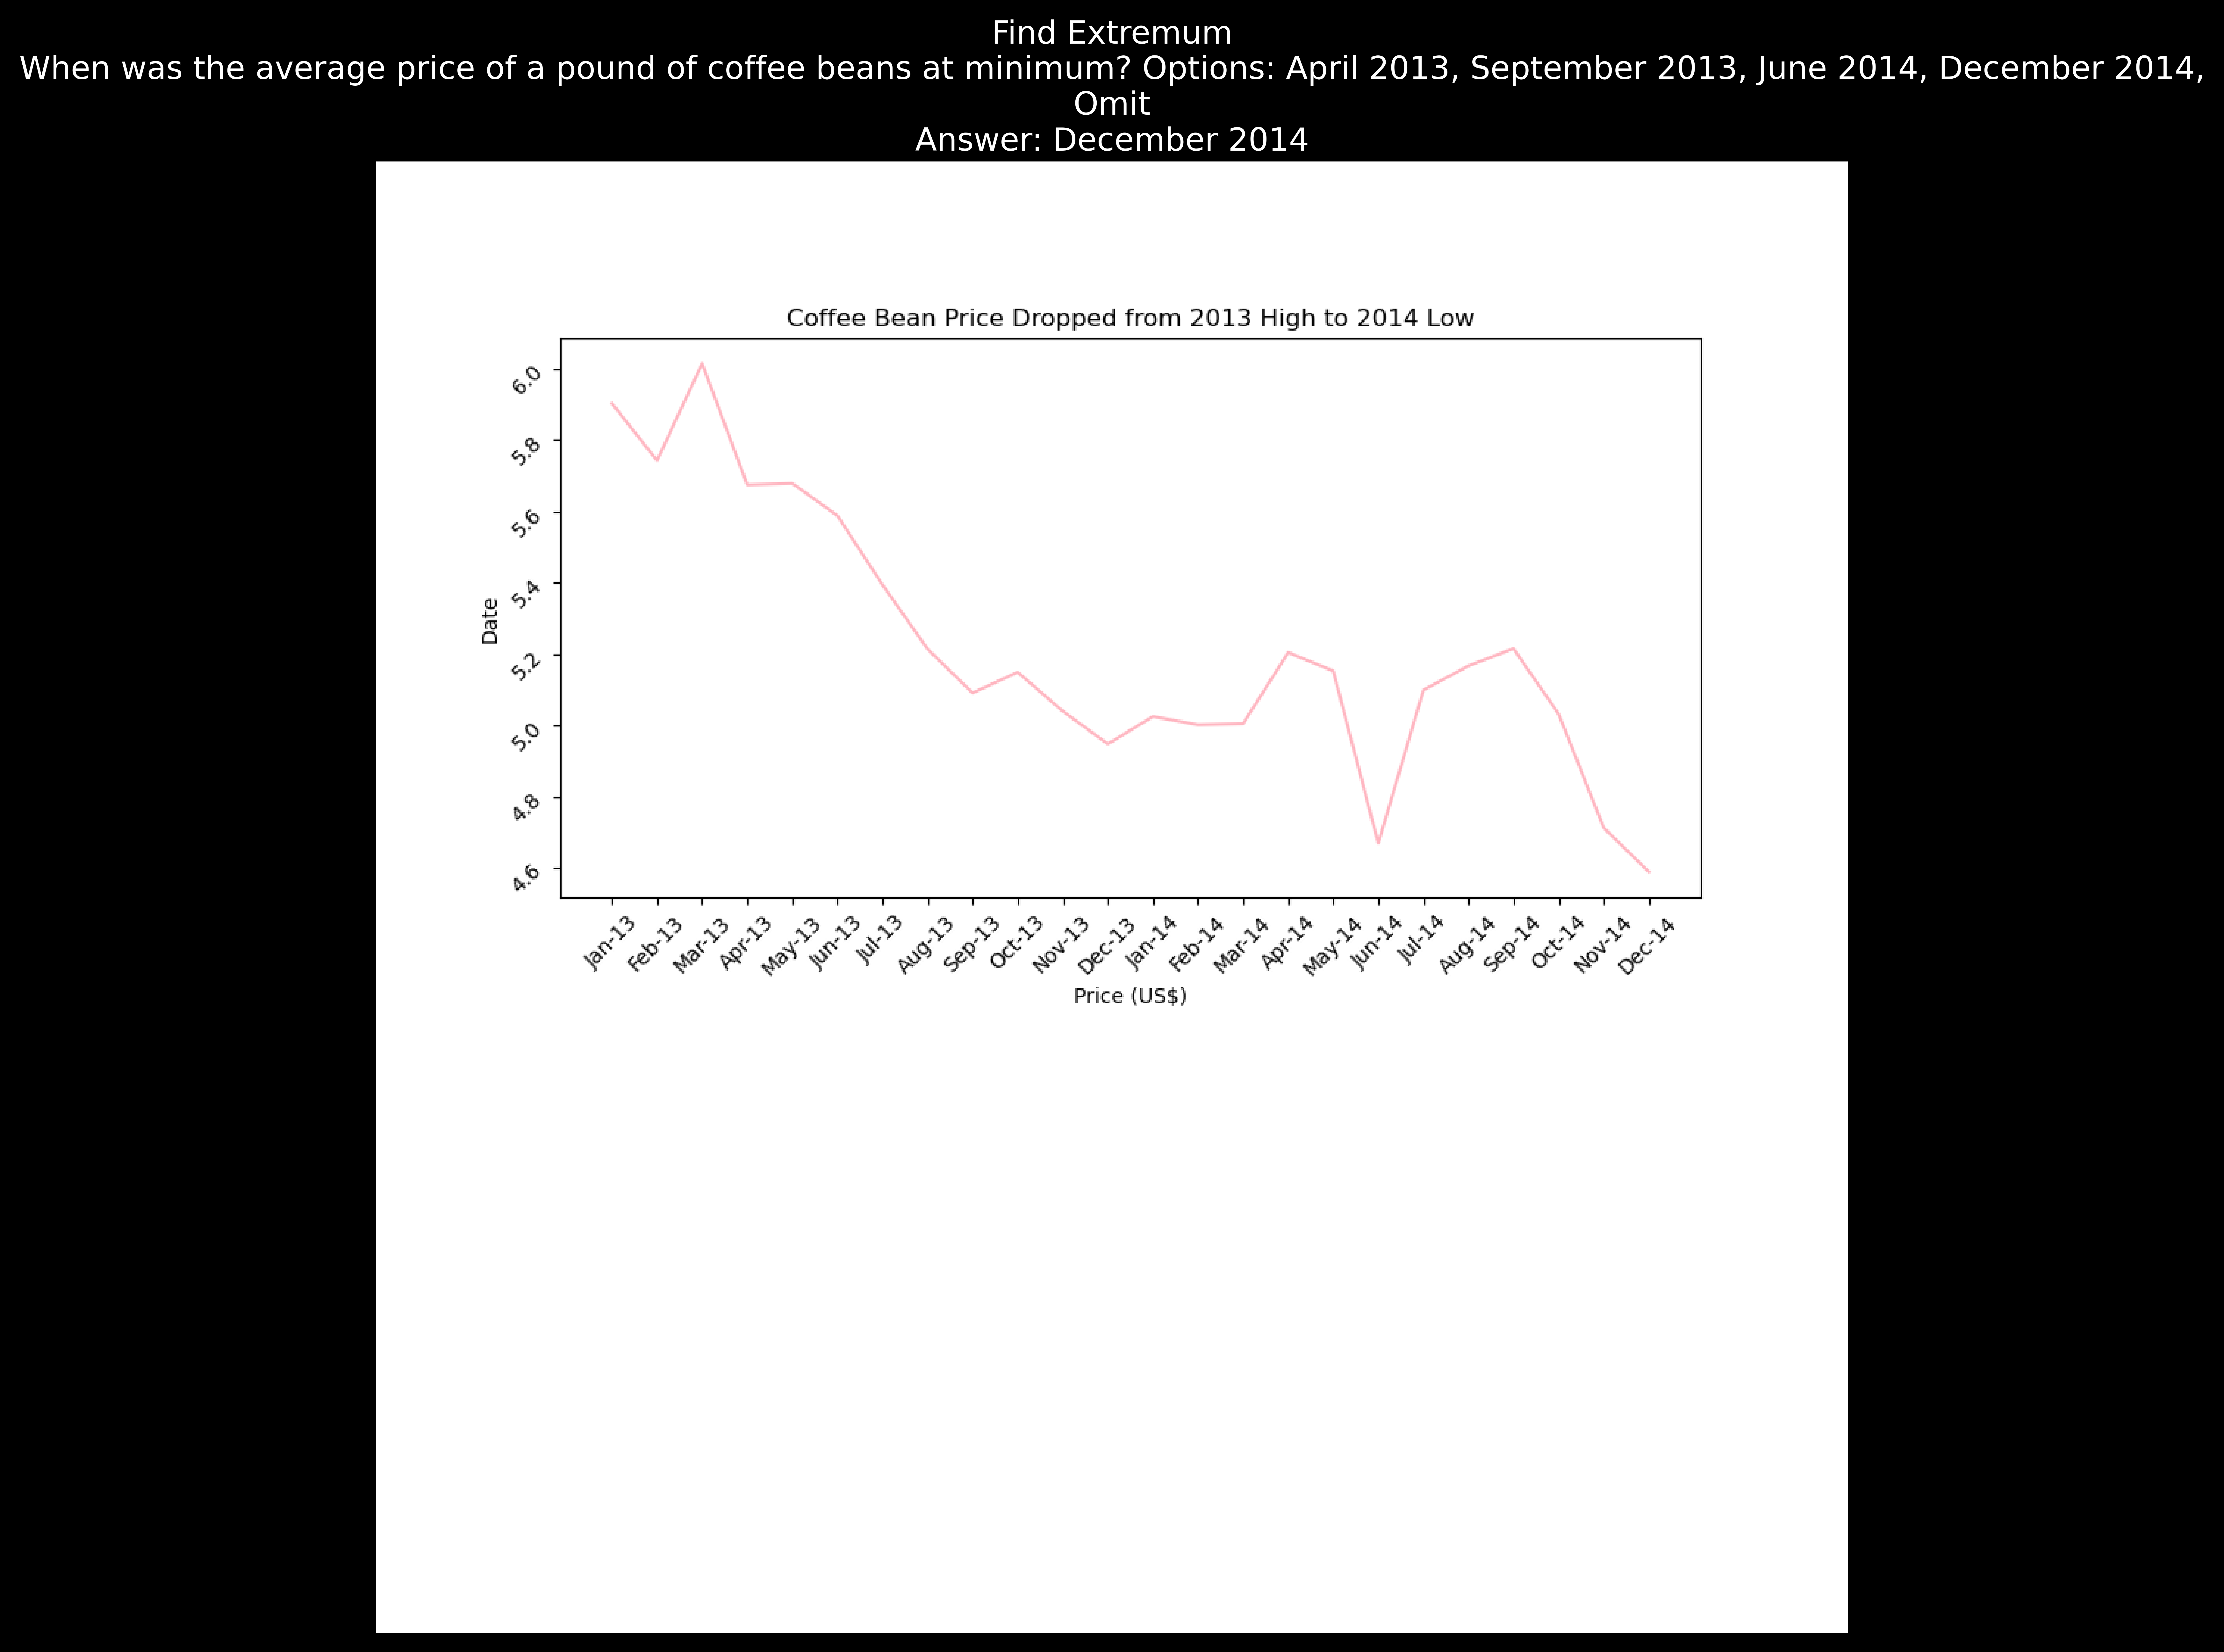 Find Extremum
When was the average price of a pound of coffee beans at minimum? Options: April 2013, September 2013, June 2014, December 2014,
Omit
Answer: December 2014
Coffee Bean Price Dropped from 2013 High to 2014 Low
6.0
5.8
5.6
5.4
5.2
5.0
4.8
4.6
Date
Jan-13
Feb-13
Mar-13
Apr-13
May-13
Jun-13
Jul-13
Aug-13
Sep-13
Oct-13
Nov-13
Dec-13
Jan-14
Feb-14
Mar-14
Apr-14
May-14
Jun-14
Jul-14
Aug-14
Sep-14
Oct-14
Nov-14
Dec-14
Price (US$)